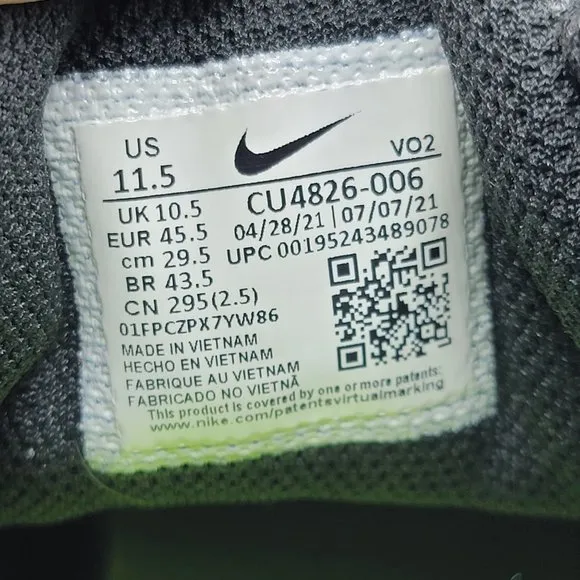 US
11.5
VO2
UK 10.5
EUR 45.5
cm 29.5
BR 43.5
CN 295(2.5)
CU4826-006
04/28/21 | 07/07/21
UPC 00195243489078
01FPCZPX7YW86
MADE IN VIETNAM
HECHO EN VIETNAM
FABRIQUE AU VIETNAM
FABRICADO NO VIETNÃ
This product is covered by one or more patents:
www.nike.com/patentsvirtualmarking